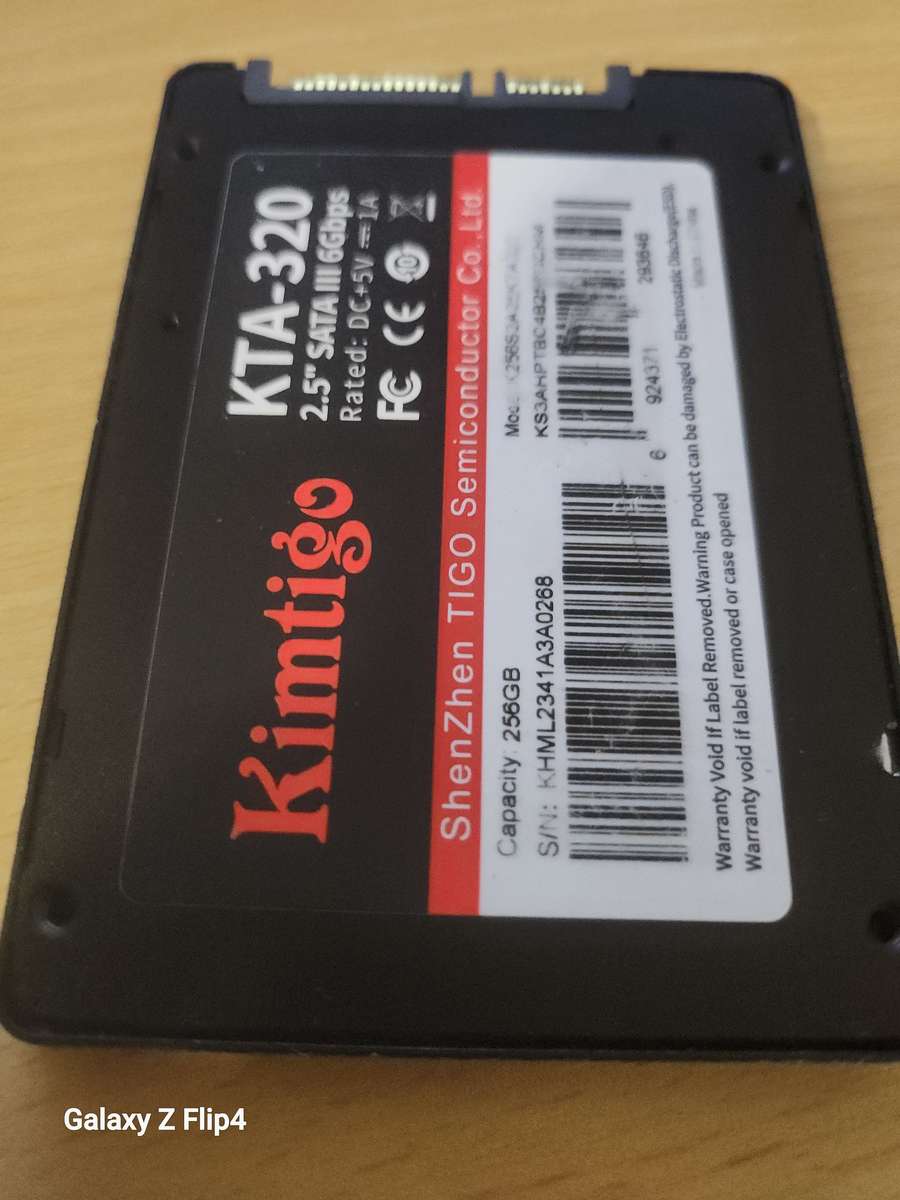 Kimtigo
KTA-320
2.5" SATA III 6Gbps
Rated: DC+5V 1A
FC CE
ShenZhen TIGO Semiconductor Co.,Ltd.
Capacity: 256GB
S/N: KHML2341A3A0268
6 924371 293646
Warranty Void If Label Removed.Warning Product can be damaged by Electrostatic Discharge
Warranty void if label removed or case opened
Galaxy Z Flip4